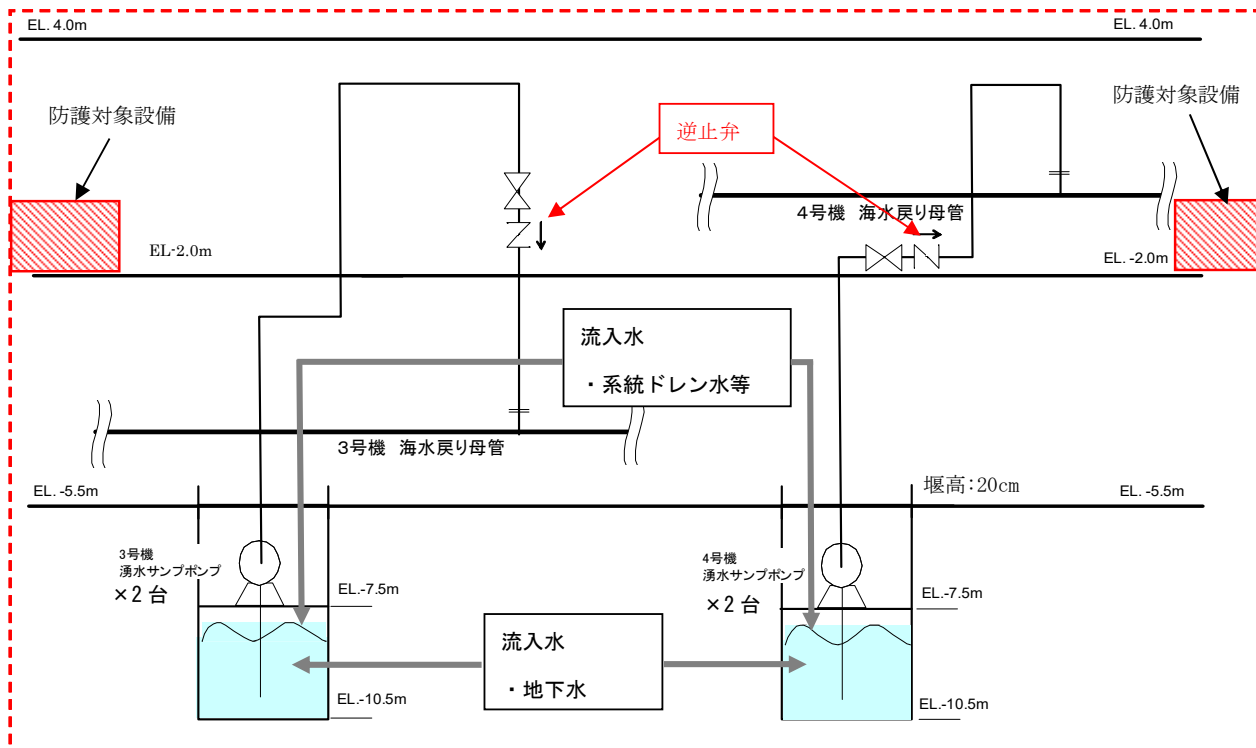 EL. 4.0m
EL. 4.0m
防護対象設備
防護対象設備
逆止弁
4号機 海水戻り母管
EL-2.0m
EL. -2.0m
流入水
・系統ドレン水等
3号機 海水戻り母管
EL. -5.5m
堰高:20cm
EL. -5.5m
3号機
湧水サンプポンプ
×2台
EL.-7.5m
4号機
湧水サンプポンプ
×2台
EL.-7.5m
流入水
・地下水
EL.-10.5m
EL.-10.5m